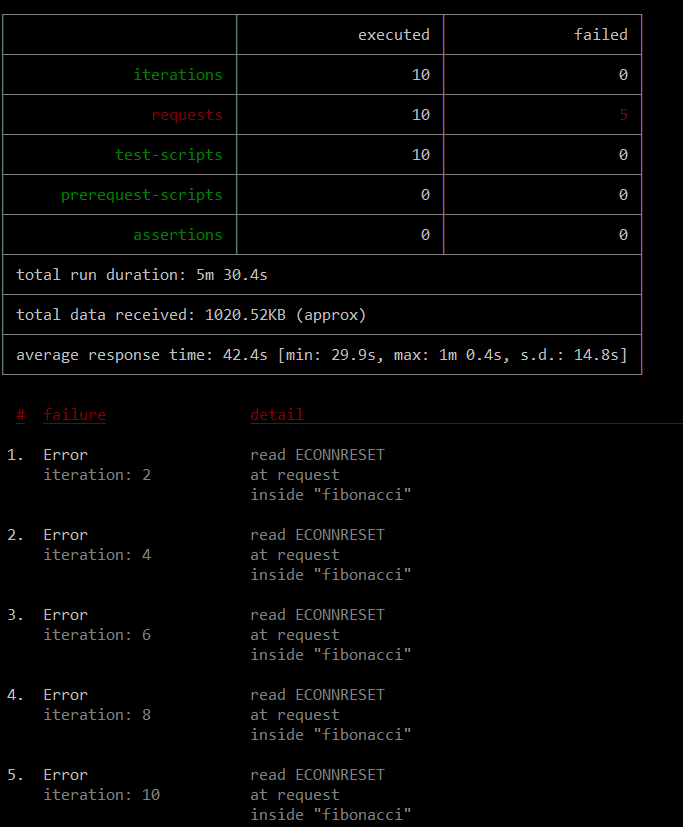 executed failed
iterations 10 0
requests 10 5
test-scripts 10 0
prerequest-scripts 0 0
assertions 0 0
total run duration: 5m 30.4s
total data received: 1020.52KB (approx)
average response time: 42.4s [min: 29.9s, max: 1m 0.4s, s.d.: 14.8s]
# failure detail
1. Error read ECONNRESET
iteration: 2 at request
inside "fibonacci"
2. Error read ECONNRESET
iteration: 4 at request
inside "fibonacci"
3. Error read ECONNRESET
iteration: 6 at request
inside "fibonacci"
4. Error read ECONNRESET
iteration: 8 at request
inside "fibonacci"
5. Error read ECONNRESET
iteration: 10 at request
inside "fibonacci"